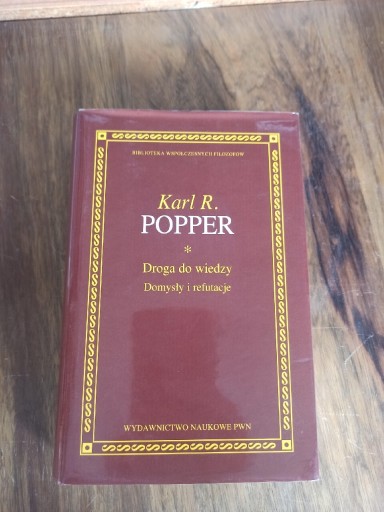 BIBLIOTEKA WSPÓŁCZESNYCH FILOZOFÓW
Karl R.
POPPER
*
Droga do wiedzy
Domysły i refutacje
WYDAWNICTWO NAUKOWE PWN